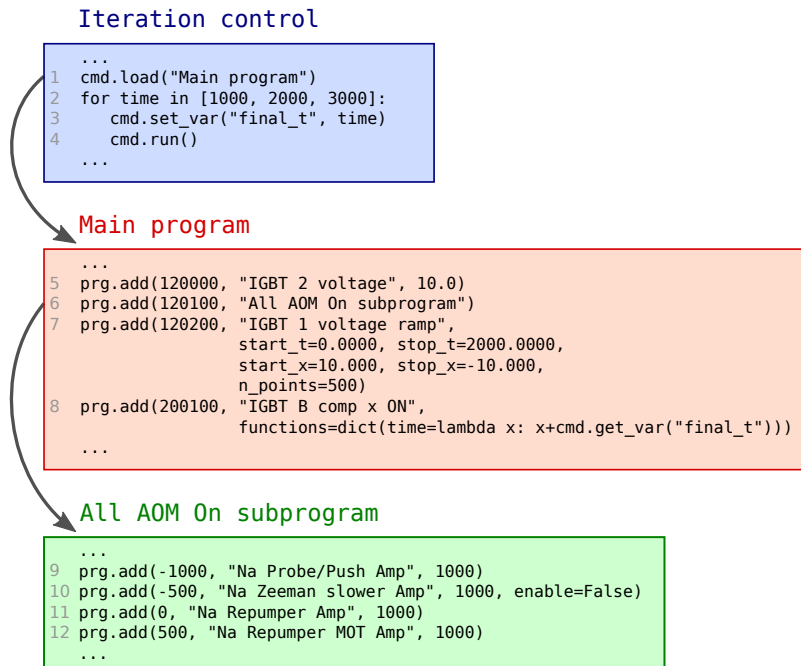 Iteration control
...
1 cmd.load("Main program")
2 for time in [1000, 2000, 3000]:
3 cmd.set_var("final_t", time)
4 cmd.run()
...
Main program
...
5 prg.add(120000, "IGBT 2 voltage", 10.0)
6 prg.add(120100, "All AOM On subprogram")
7 prg.add(120200, "IGBT 1 voltage ramp",
start_t=0.0000, stop_t=2000.0000,
start_x=10.000, stop_x=-10.000,
n_points=500)
8 prg.add(200100, "IGBT B comp x ON",
functions=dict(time=lambda x: x+cmd.get_var("final_t")))
...
All AOM On subprogram
...
9 prg.add(-1000, "Na Probe/Push Amp", 1000)
10 prg.add(-500, "Na Zeeman slower Amp", 1000, enable=False)
11 prg.add(0, "Na Repumper Amp", 1000)
12 prg.add(500, "Na Repumper MOT Amp", 1000)
...